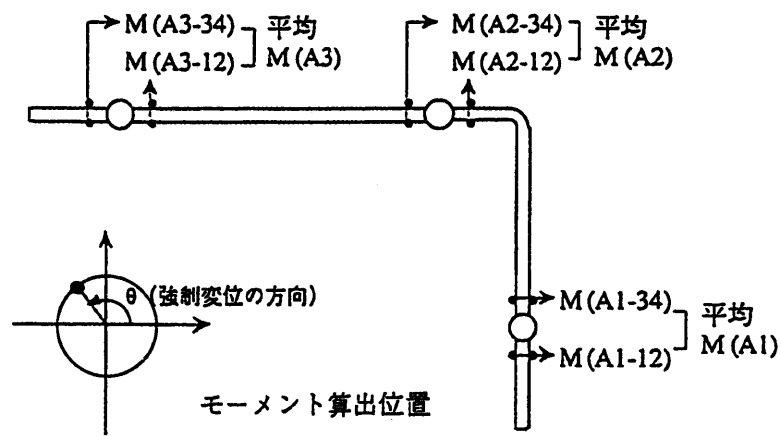 M(A3-34)
M(A3-12)
平均
M(A3)
M(A2-34)
M(A2-12)
平均
M(A2)
θ (強制変位の方向)
M(A1-34)
M(A1-12)
平均
M(A1)
モーメント算出位置